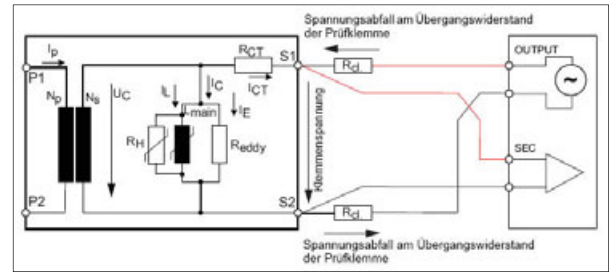 Spannungsabfall am Übergangswiderstand
der Prüfklemme
OUTPUT
P1
Ip
Np
Ns
UC
RCT
ICT
S1
Rcl.
IL
IC
Lmain
IE
RH
Reddy
Klemmenspannung
SEC
P2
S2
Rcl.
Spannungsabfall am Übergangswiderstand
der Prüfklemme